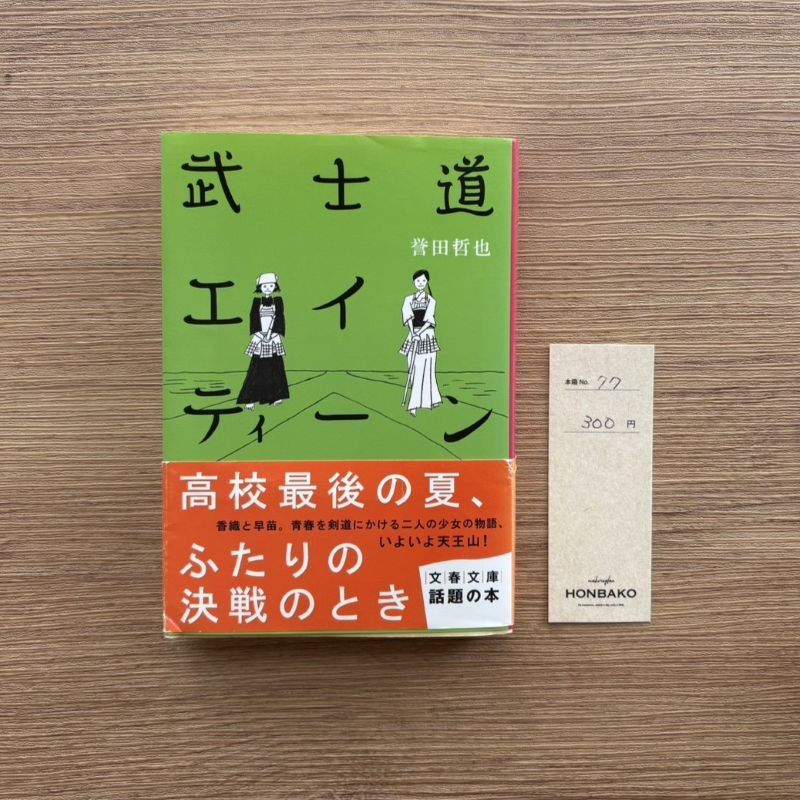 武士道
誉田哲也
エイ
ティーン
高校最後の夏、
香織と早苗。青春を剣道にかける二人の少女の物語、
いよいよ天王山!
ふたりの
決戦のとき
文春文庫
話題の本
本箱 No. 77
300 円
HONBAKO